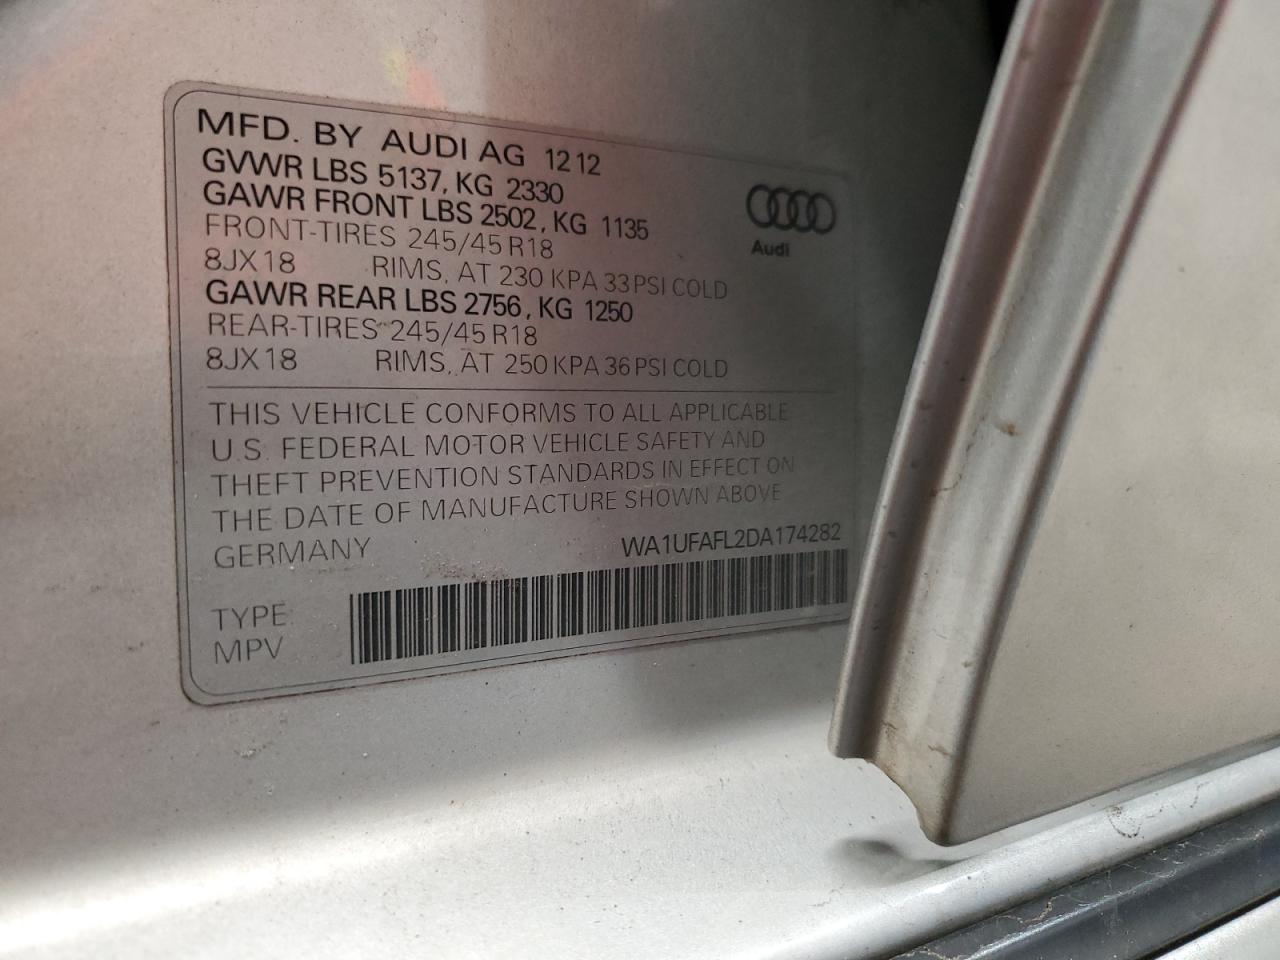 MFD. BY AUDI AG 12 12
GVWR LBS 5137, KG 2330
GAWR FRONT LBS 2502, KG 1135
FRONT-TIRES 245/45 R18
8JX18 RIMS, AT 230 KPA 33 PSI COLD
GAWR REAR LBS 2756, KG 1250
REAR-TIRES 245/45 R18
8JX18 RIMS, AT 250 KPA 36 PSI COLD
Audi
THIS VEHICLE CONFORMS TO ALL APPLICABLE
U.S. FEDERAL MOTOR VEHICLE SAFETY AND
THEFT PREVENTION STANDARDS IN EFFECT ON
THE DATE OF MANUFACTURE SHOWN ABOVE
GERMANY WA1UFAFL2DA174282
TYPE:
MPV